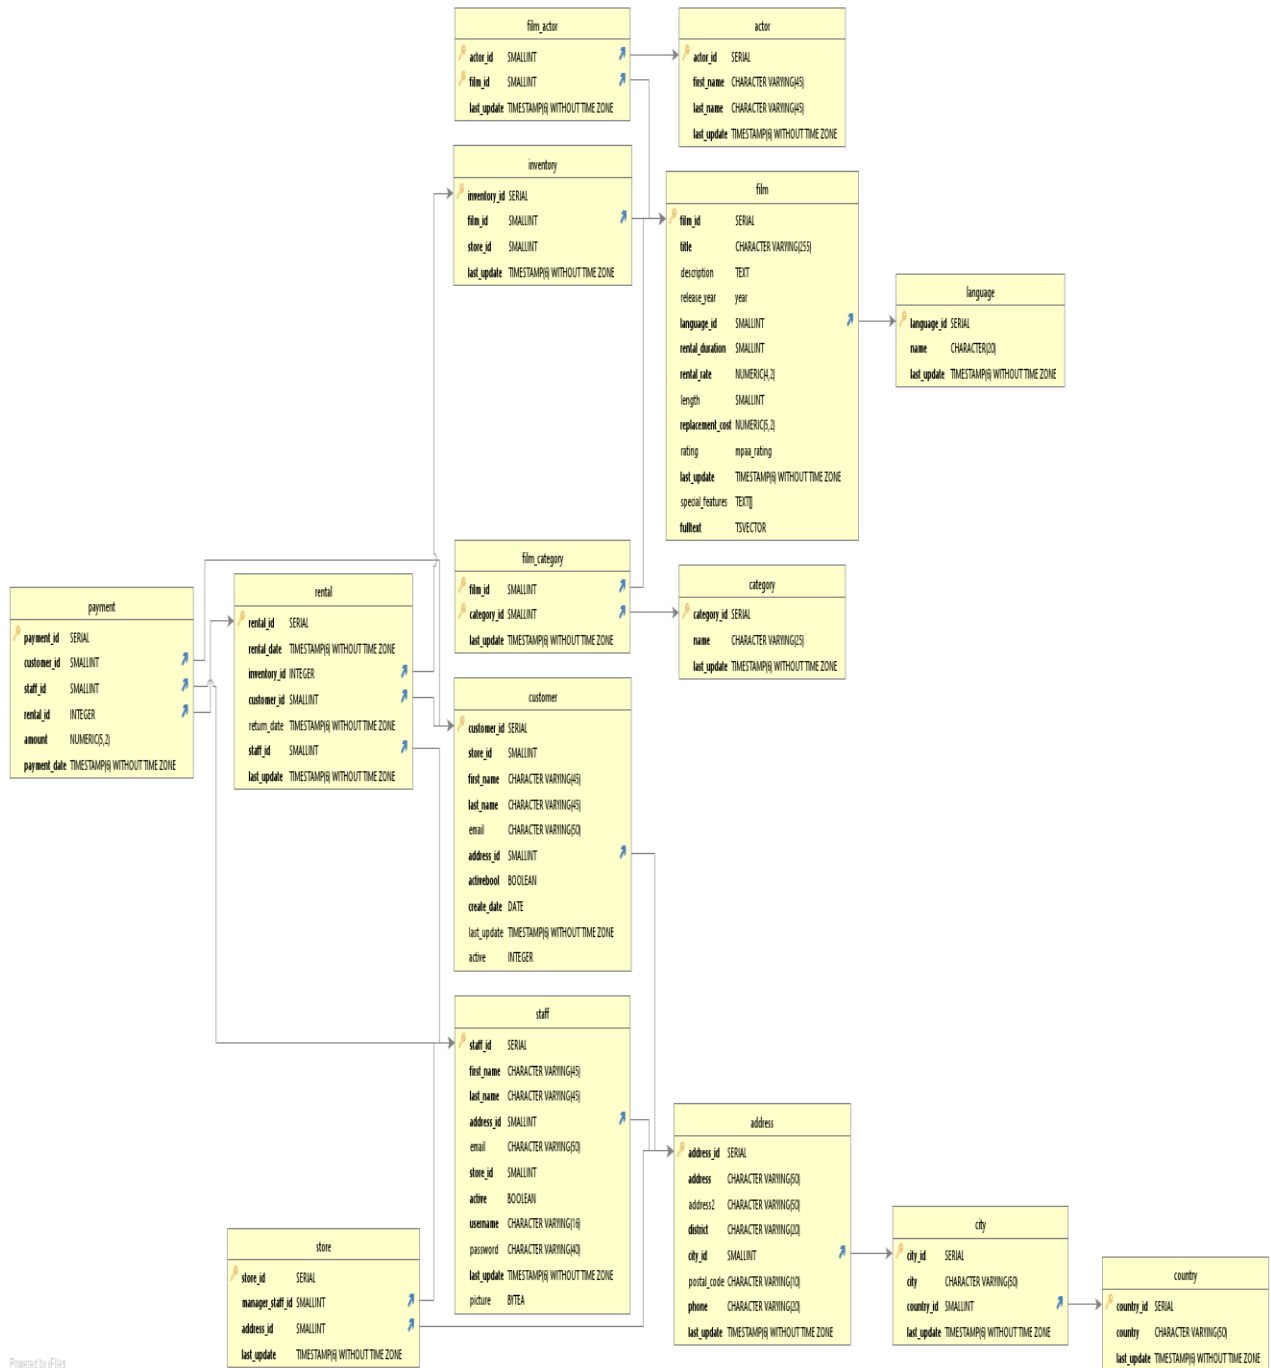 film_actor
actor_id SMALLINT
film_id SMALLINT
last_update TIMESTAMP(6) WITHOUT TIME ZONE
actor
actor_id SERIAL
first_name CHARACTER VARYING(45)
last_name CHARACTER VARYING(45)
last_update TIMESTAMP(6) WITHOUT TIME ZONE
inventory
inventory_id SERIAL
film_id SMALLINT
store_id SMALLINT
last_update TIMESTAMP(6) WITHOUT TIME ZONE
film
film_id SERIAL
title CHARACTER VARYING(255)
description TEXT
release_year year
language_id SMALLINT
rental_duration SMALLINT
rental_rate NUMERIC(4,2)
length SMALLINT
replacement_cost NUMERIC(5,2)
rating mpaa_rating
last_update TIMESTAMP(6) WITHOUT TIME ZONE
special_features TEXT[]
fulltext TSVECTOR
language
language_id SERIAL
name CHARACTER(20)
last_update TIMESTAMP(6) WITHOUT TIME ZONE
film_category
film_id SMALLINT
category_id SMALLINT
last_update TIMESTAMP(6) WITHOUT TIME ZONE
category
category_id SERIAL
name CHARACTER VARYING(25)
last_update TIMESTAMP(6) WITHOUT TIME ZONE
payment
payment_id SERIAL
customer_id SMALLINT
staff_id SMALLINT
rental_id INTEGER
amount NUMERIC(5,2)
payment_date TIMESTAMP(6) WITHOUT TIME ZONE
rental
rental_id SERIAL
rental_date TIMESTAMP(6) WITHOUT TIME ZONE
inventory_id INTEGER
customer_id SMALLINT
return_date TIMESTAMP(6) WITHOUT TIME ZONE
staff_id SMALLINT
last_update TIMESTAMP(6) WITHOUT TIME ZONE
customer
customer_id SERIAL
store_id SMALLINT
first_name CHARACTER VARYING(45)
last_name CHARACTER VARYING(45)
email CHARACTER VARYING(50)
address_id SMALLINT
activebool BOOLEAN
create_date DATE
last_update TIMESTAMP(6) WITHOUT TIME ZONE
active INTEGER
staff
staff_id SERIAL
first_name CHARACTER VARYING(45)
last_name CHARACTER VARYING(45)
address_id SMALLINT
email CHARACTER VARYING(50)
store_id SMALLINT
active BOOLEAN
username CHARACTER VARYING(16)
password CHARACTER VARYING(40)
last_update TIMESTAMP(6) WITHOUT TIME ZONE
picture BYTEA
store
store_id SERIAL
manager_staff_id SMALLINT
address_id SMALLINT
last_update TIMESTAMP(6) WITHOUT TIME ZONE
address
address_id SERIAL
address CHARACTER VARYING(50)
address2 CHARACTER VARYING(50)
district CHARACTER VARYING(20)
city_id SMALLINT
postal_code CHARACTER VARYING(10)
phone CHARACTER VARYING(20)
last_update TIMESTAMP(6) WITHOUT TIME ZONE
city
city_id SERIAL
city CHARACTER VARYING(50)
country_id SMALLINT
last_update TIMESTAMP(6) WITHOUT TIME ZONE
country
country_id SERIAL
country CHARACTER VARYING(50)
last_update TIMESTAMP(6) WITHOUT TIME ZONE
Powered by yFiles